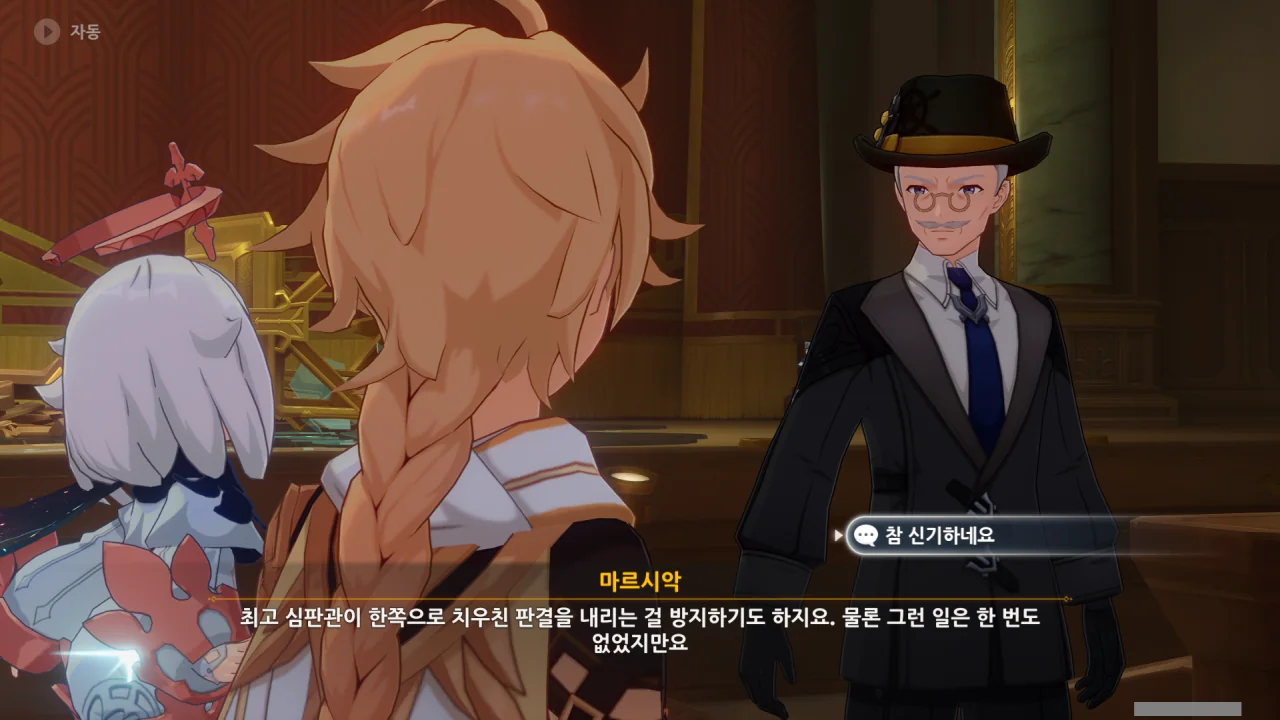 자동
참 신기하네요
마르시악
최고 심판관이 한쪽으로 치우친 판결을 내리는 걸 방지하기도 하지요. 물론 그런 일은 한 번도
없었지만요